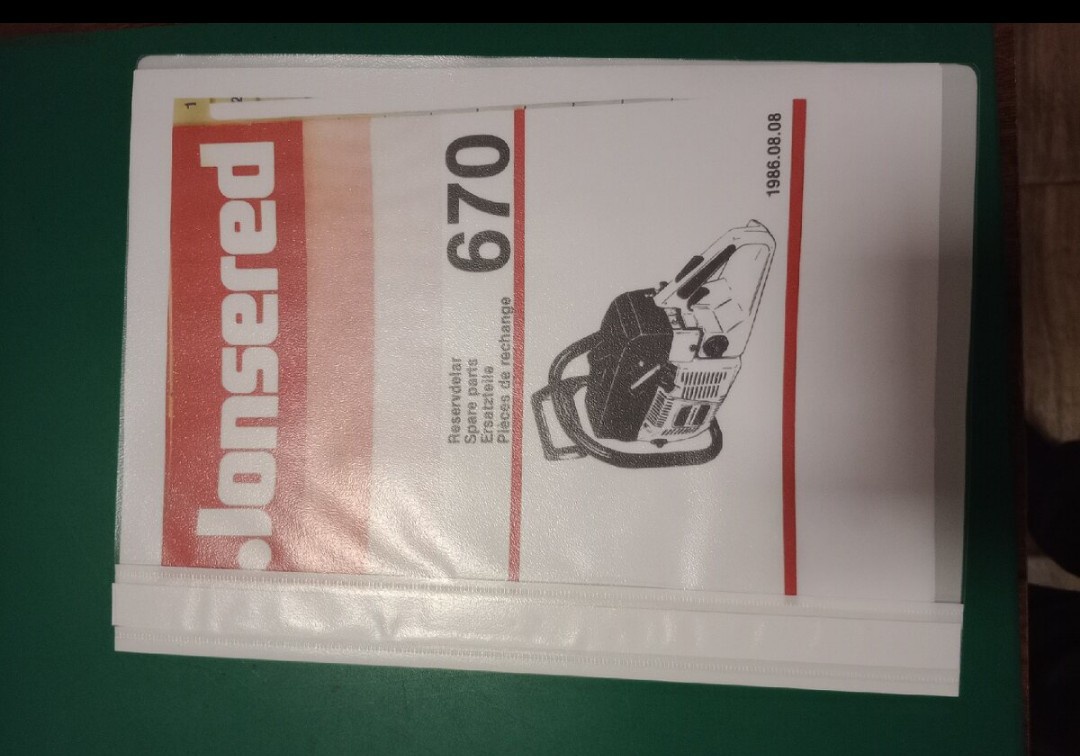 1
2
Jonsered
670
Reservdelar
Spare parts
Ersatzteile
Pièces de rechange
1986.08.08